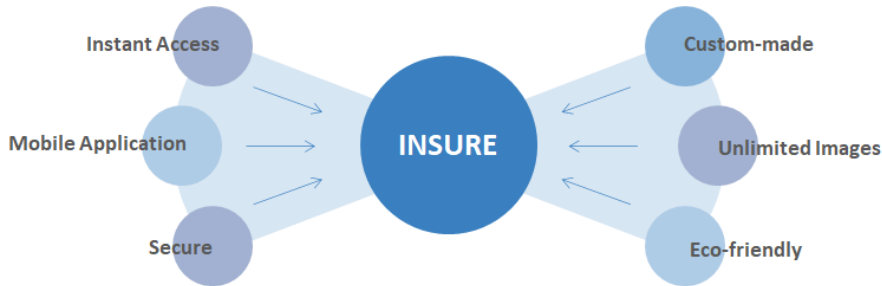 Instant Access
Mobile Application
Secure
INSURE
Custom-made
Unlimited Images
Eco-friendly